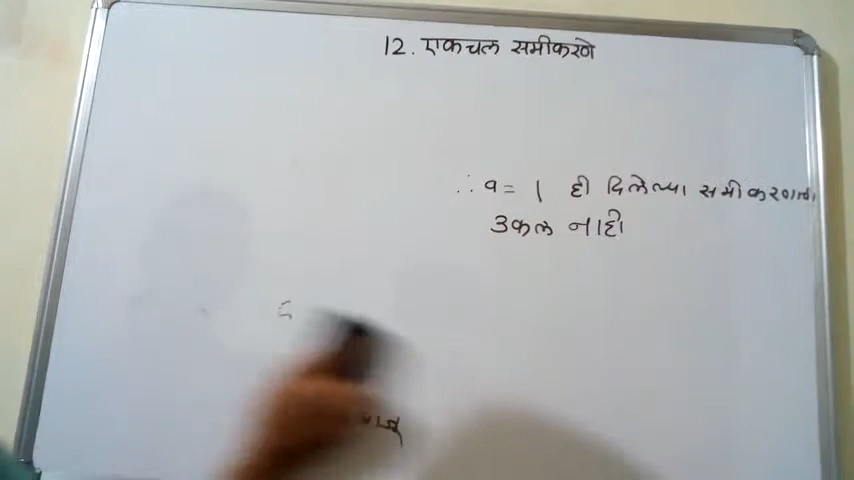 12. एकचल समीकरणे
∴ a = 1 ही दिलेल्या समीकरणाची
उकल नाही